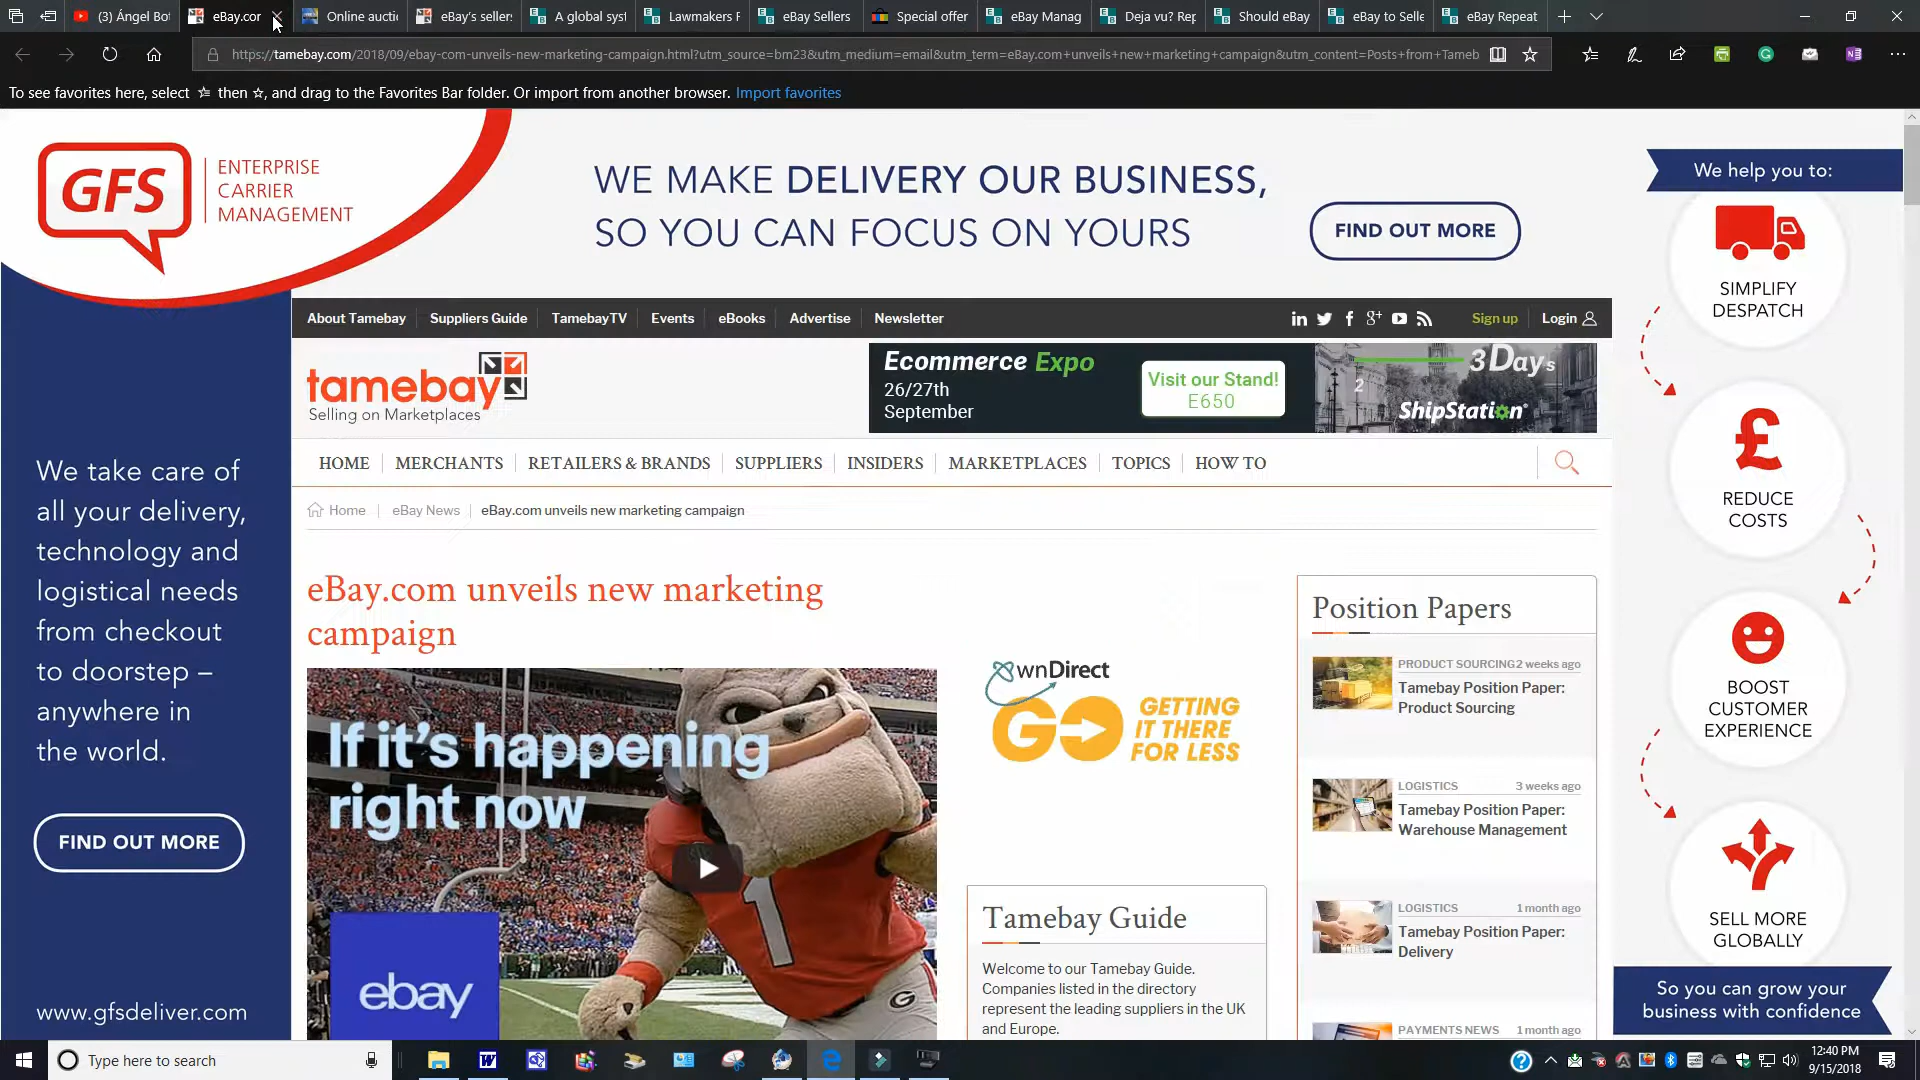 (3) Ángel Bot
eBay.cor
Online aucti
eBay's sellers
A global syst
Lawmakers F
eBay Sellers
Special offer
eBay Manag
Deja vu? Rep
Should eBay
eBay to Selle
eBay Repeat
https://tamebay.com/2018/09/ebay-com-unveils-new-marketing-campaign.html?utm_source=bm23&utm_medium=email&utm_term=eBay.com+unveils+new+marketing+campaign&utm_content=Posts+from+Tameb
To see favorites here, select then , and drag to the Favorites Bar folder. Or import from another browser. Import favorites
GFS
ENTERPRISE
CARRIER
MANAGEMENT
WE MAKE DELIVERY OUR BUSINESS,
SO YOU CAN FOCUS ON YOURS
FIND OUT MORE
We help you to:
SIMPLIFY
DESPATCH
REDUCE
COSTS
BOOST
CUSTOMER
EXPERIENCE
SELL MORE
GLOBALLY
So you can grow your
business with confidence
We take care of
all your delivery,
technology and
logistical needs
from checkout
to doorstep –
anywhere in
the world.
FIND OUT MORE
www.gfsdeliver.com
About Tamebay
Suppliers Guide
TamebayTV
Events
eBooks
Advertise
Newsletter
Sign up
Login
tamebay
Selling on Marketplaces
Ecommerce Expo
26/27th
September
Visit our Stand!
E650
3Days
2
ShipStation
HOME
MERCHANTS
RETAILERS & BRANDS
SUPPLIERS
INSIDERS
MARKETPLACES
TOPICS
HOW TO
Home
eBay News
eBay.com unveils new marketing campaign
eBay.com unveils new marketing
campaign
If it's happening
right now
1
G
ebay
wnDirect
GO
GETTING
IT THERE
FOR LESS
Tamebay Guide
Welcome to our Tamebay Guide.
Companies listed in the directory
represent the leading suppliers in the UK
and Europe.
Position Papers
PRODUCT SOURCING 2 weeks ago
Tamebay Position Paper:
Product Sourcing
LOGISTICS 3 weeks ago
Tamebay Position Paper:
Warehouse Management
LOGISTICS 1 month ago
Tamebay Position Paper:
Delivery
PAYMENTS NEWS 1 month ago
Type here to search
12:40 PM
9/15/2018